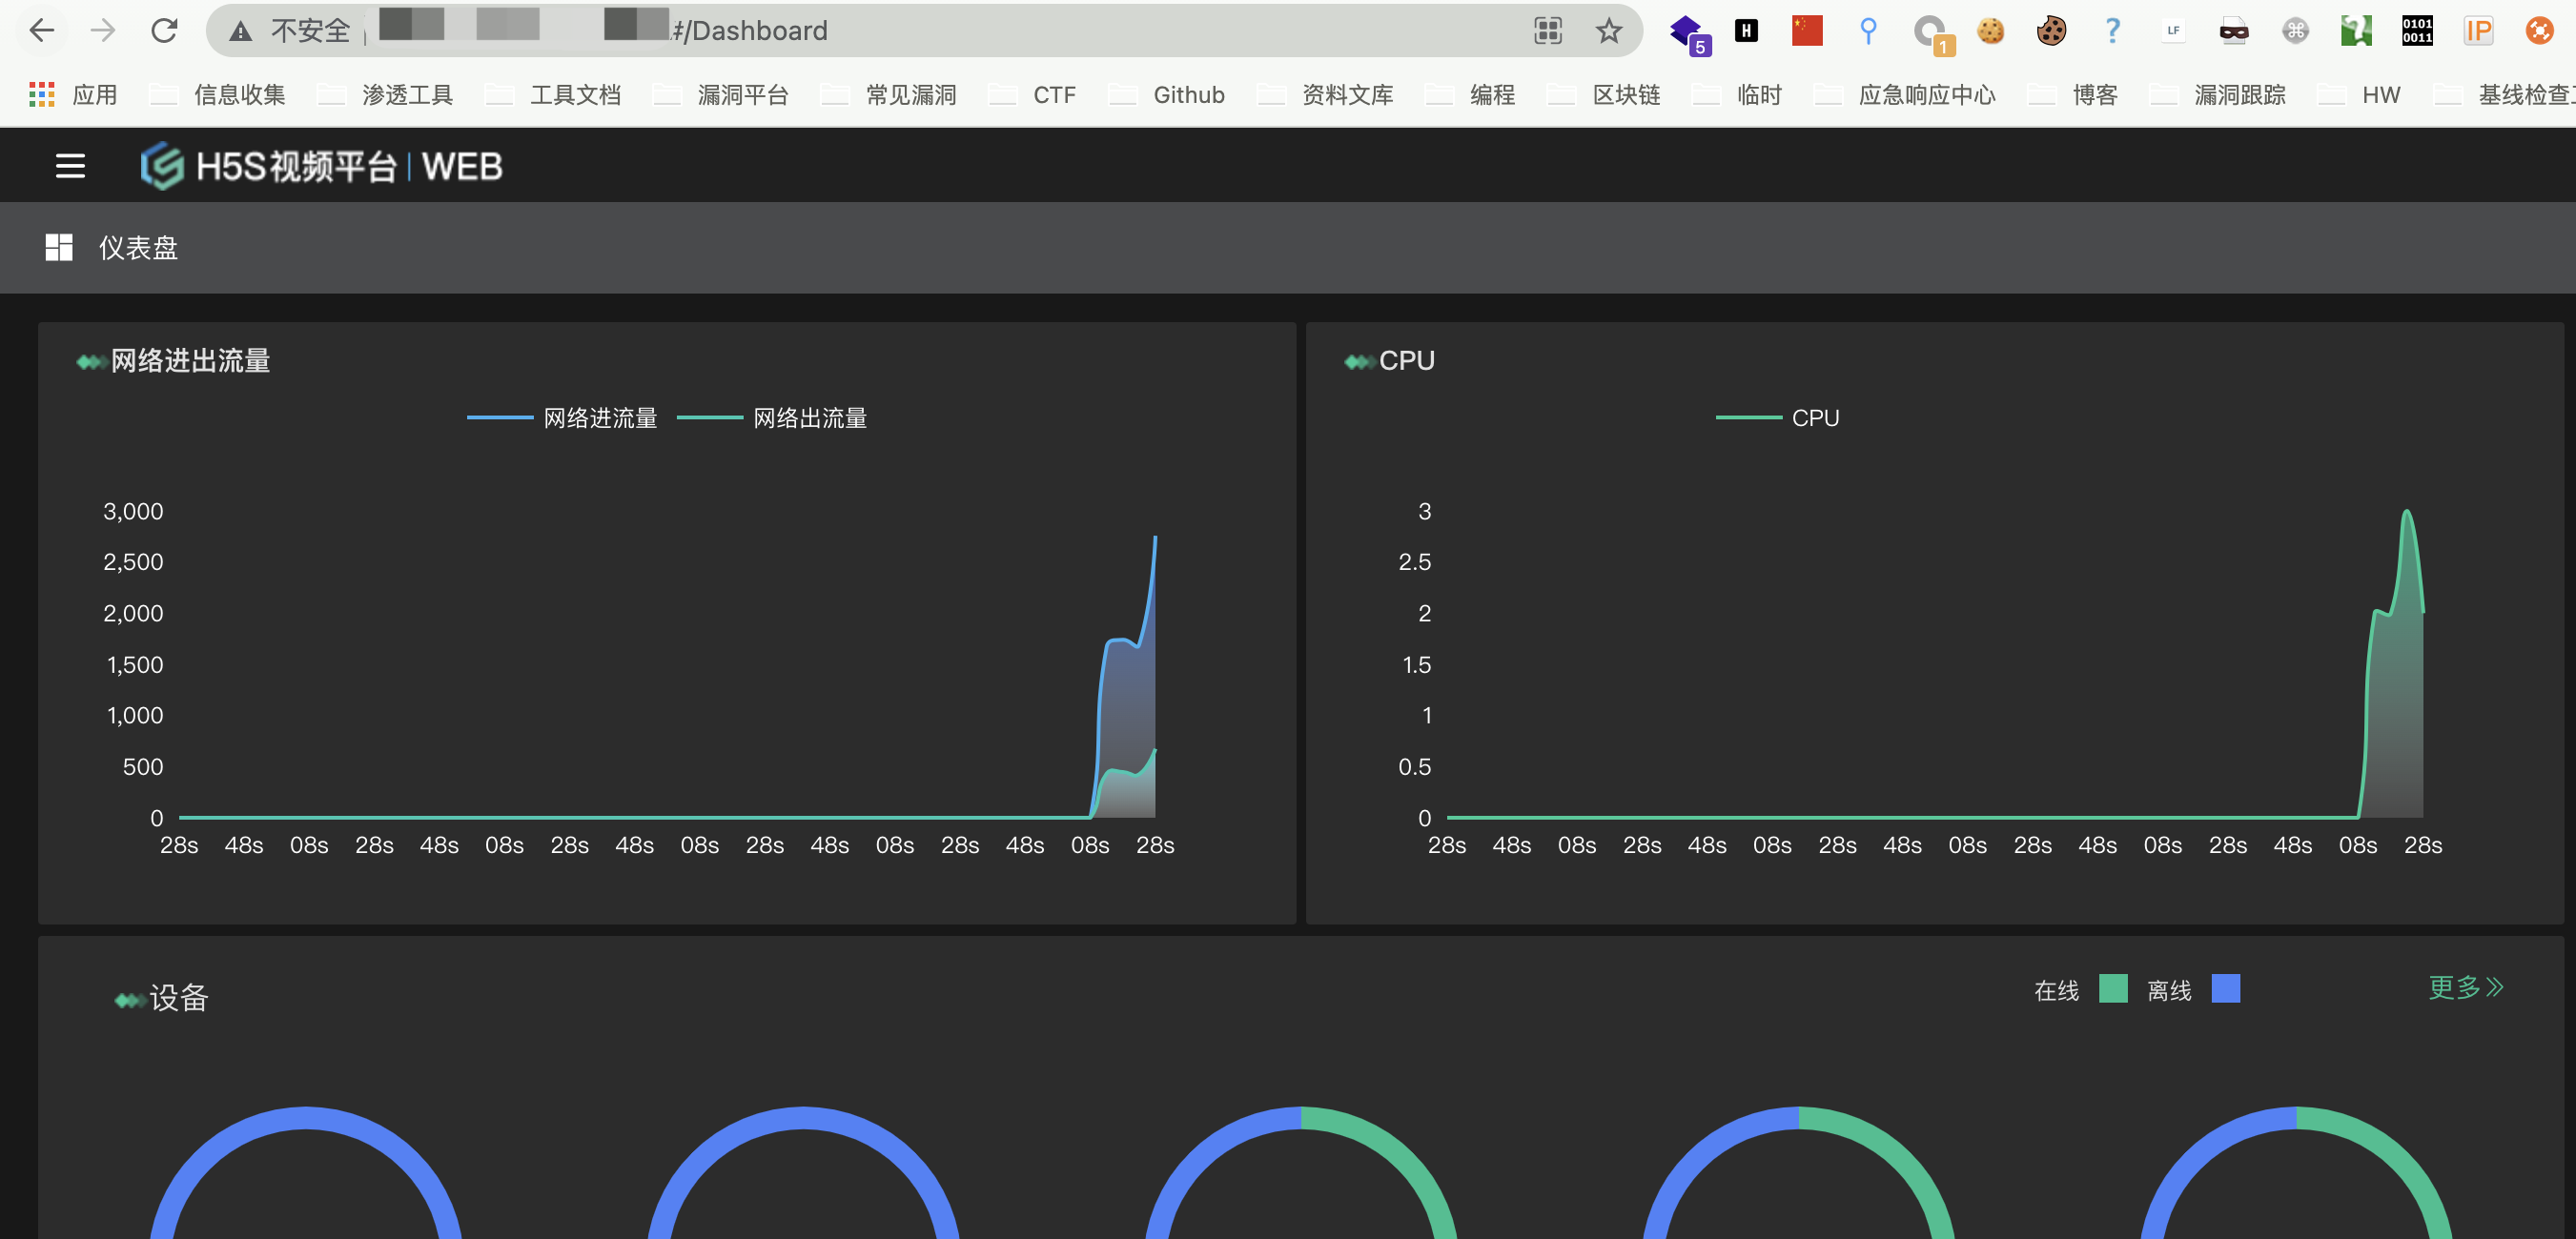 不安全 #/Dashboard 5 H 1 ? LF 0101 0011 IP
应用 信息收集 渗透工具 工具文档 漏洞平台 常见漏洞 CTF Github 资料文库 编程 区块链 临时 应急响应中心 博客 漏洞跟踪 HW 基线检查
H5S视频平台 | WEB
仪表盘
网络进出流量
网络进流量 网络出流量
3,000
2,500
2,000
1,500
1,000
500
0
28s 48s 08s 28s 48s 08s 28s 48s 08s 28s 48s 08s 28s 48s 08s 28s
CPU
CPU
3
2.5
2
1.5
1
0.5
0
28s 48s 08s 28s 48s 08s 28s 48s 08s 28s 48s 08s 28s 48s 08s 28s
设备
在线 离线 更多